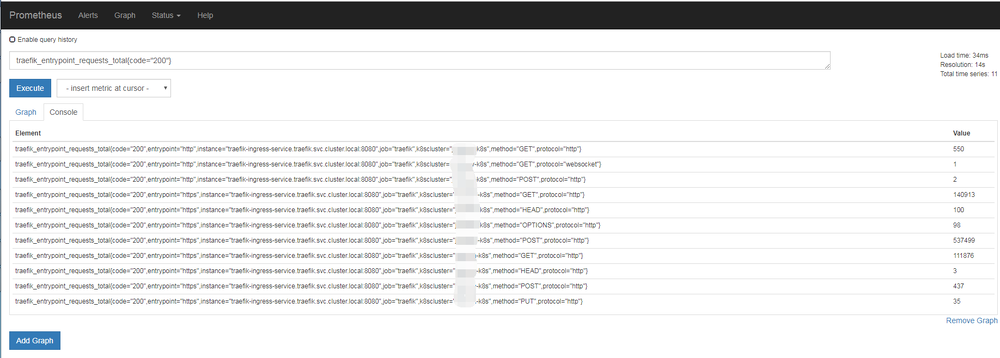 Prometheus Alerts Graph Status Help
Enable query history
traefik_entrypoint_requests_total{code="200"}
Load time: 34ms
Resolution: 14s
Total time series: 11
Execute - insert metric at cursor -
Graph Console
Element Value
traefik_entrypoint_requests_total{code="200",entrypoint="http",instance="traefik-ingress-service.traefik.svc.cluster.local:8080",job="traefik",k8scluster=" -k8s",method="GET",protocol="http"} 550
traefik_entrypoint_requests_total{code="200",entrypoint="http",instance="traefik-ingress-service.traefik.svc.cluster.local:8080",job="traefik",k8scluster=" -k8s",method="GET",protocol="websocket"} 1
traefik_entrypoint_requests_total{code="200",entrypoint="http",instance="traefik-ingress-service.traefik.svc.cluster.local:8080",job="traefik",k8scluster=" -k8s",method="POST",protocol="http"} 2
traefik_entrypoint_requests_total{code="200",entrypoint="https",instance="traefik-ingress-service.traefik.svc.cluster.local:8080",job="traefik",k8scluster=" -k8s",method="GET",protocol="http"} 140913
traefik_entrypoint_requests_total{code="200",entrypoint="https",instance="traefik-ingress-service.traefik.svc.cluster.local:8080",job="traefik",k8scluster=" -k8s",method="HEAD",protocol="http"} 100
traefik_entrypoint_requests_total{code="200",entrypoint="https",instance="traefik-ingress-service.traefik.svc.cluster.local:8080",job="traefik",k8scluster=" -k8s",method="OPTIONS",protocol="http"} 98
traefik_entrypoint_requests_total{code="200",entrypoint="https",instance="traefik-ingress-service.traefik.svc.cluster.local:8080",job="traefik",k8scluster=" -k8s",method="POST",protocol="http"} 537499
traefik_entrypoint_requests_total{code="200",entrypoint="https",instance="traefik-ingress-service.traefik.svc.cluster.local:8080",job="traefik",k8scluster=" -k8s",method="GET",protocol="http"} 111876
traefik_entrypoint_requests_total{code="200",entrypoint="https",instance="traefik-ingress-service.traefik.svc.cluster.local:8080",job="traefik",k8scluster=" -k8s",method="HEAD",protocol="http"} 3
traefik_entrypoint_requests_total{code="200",entrypoint="https",instance="traefik-ingress-service.traefik.svc.cluster.local:8080",job="traefik",k8scluster=" -k8s",method="POST",protocol="http"} 437
traefik_entrypoint_requests_total{code="200",entrypoint="https",instance="traefik-ingress-service.traefik.svc.cluster.local:8080",job="traefik",k8scluster=" -k8s",method="PUT",protocol="http"} 35
Remove Graph
Add Graph